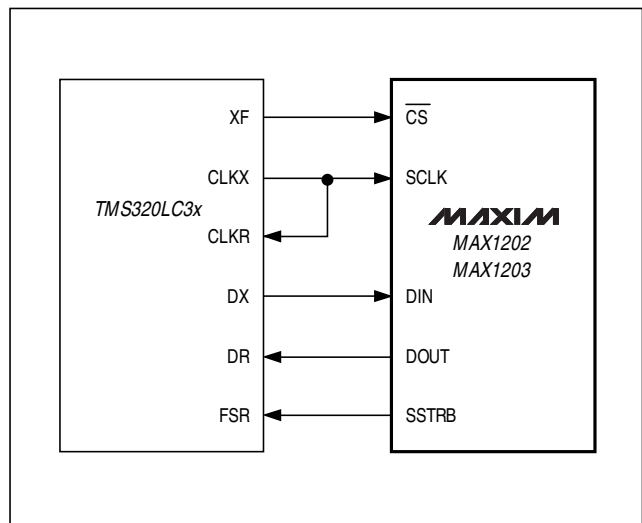 XF
CLKX
TMS320LC3x
CLKR
DX
DR
FSR
CS
SCLK
MAXIM
MAX1202
MAX1203
DIN
DOUT
SSTRB